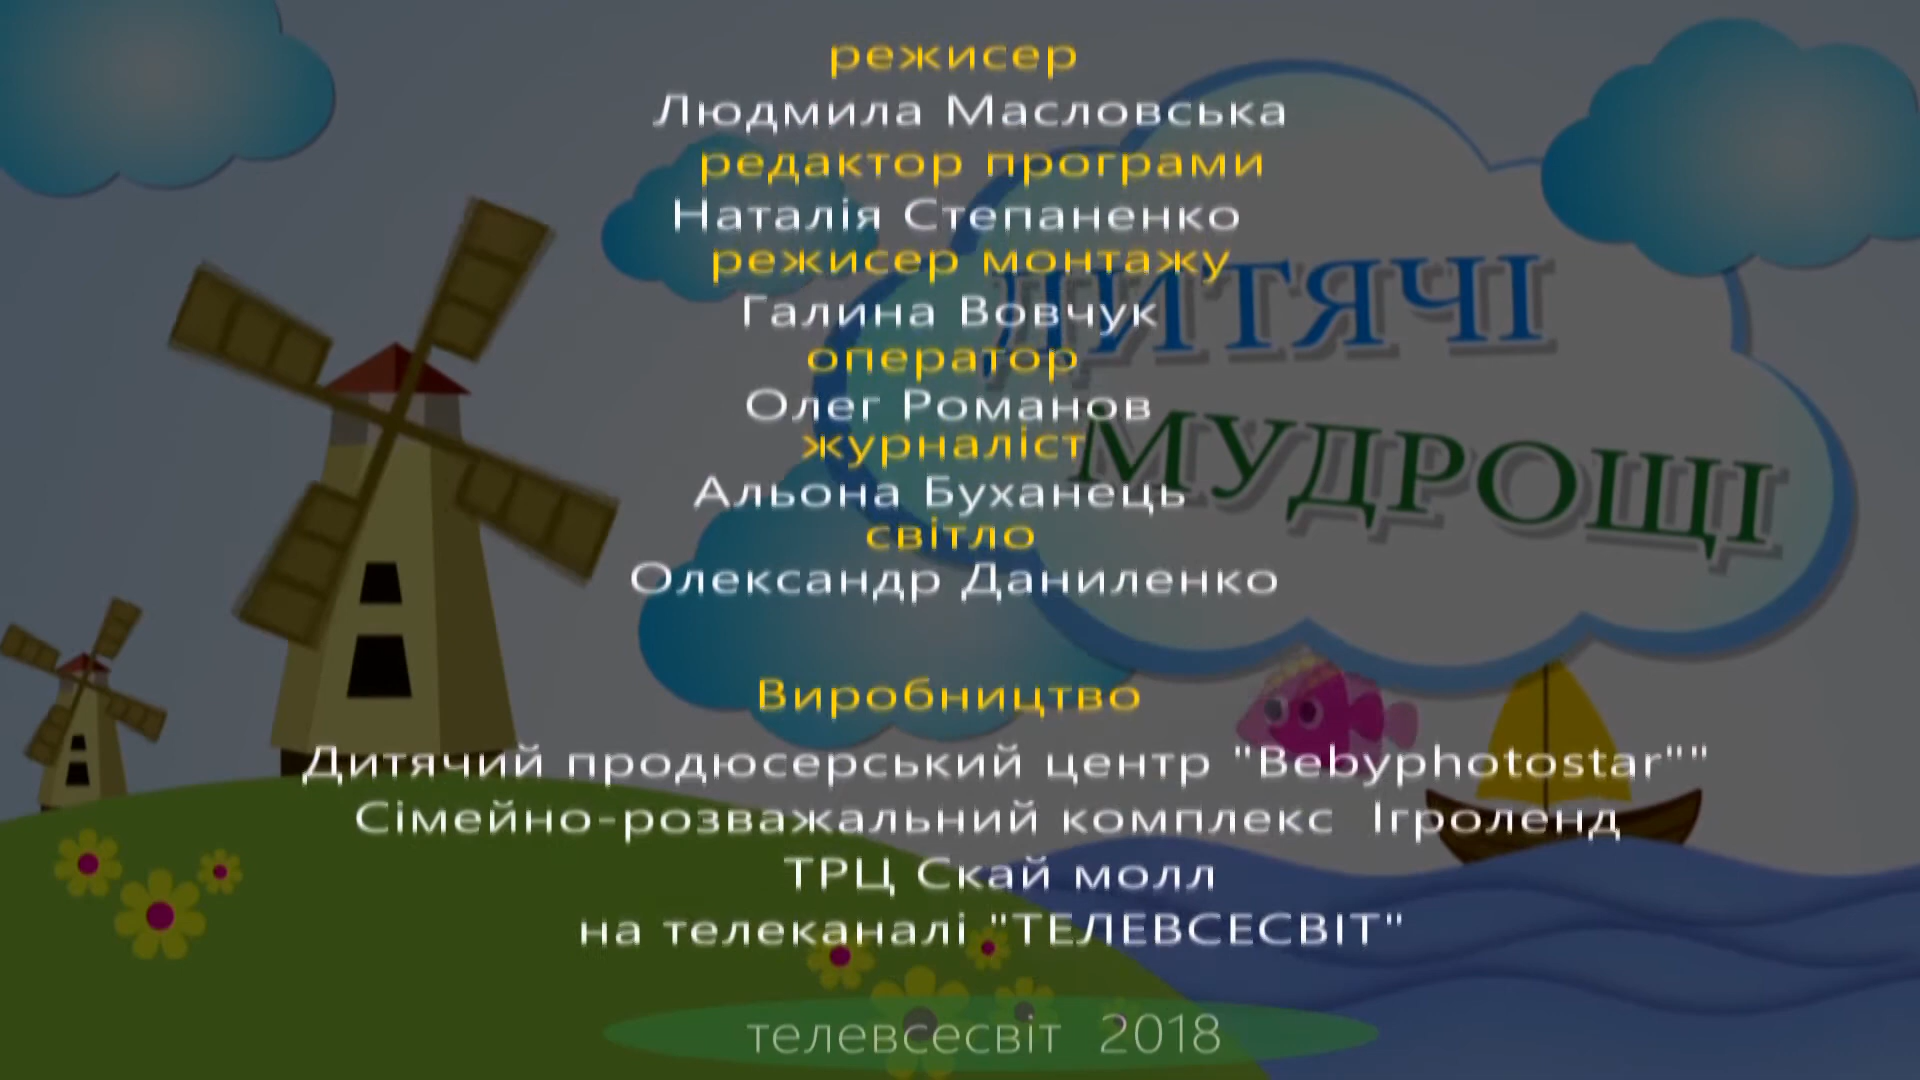 режисер
Людмила Масловська
редактор програми
Наталія Степаненко
режисер монтажу
Галина Вовчук
оператор
Олег Романов
журналіст
Альона Буханець
світло
Олександр Даниленко
ДИТЯЧІ
МУДРОЩІ
Виробництво
Дитячий продюсерський центр "Bebyphotostar""
Сімейно-розважальний комплекс Ігроленд
ТРЦ Скай молл
на телеканалі "ТЕЛЕВСЕСВІТ"
телевсесвіт 2018